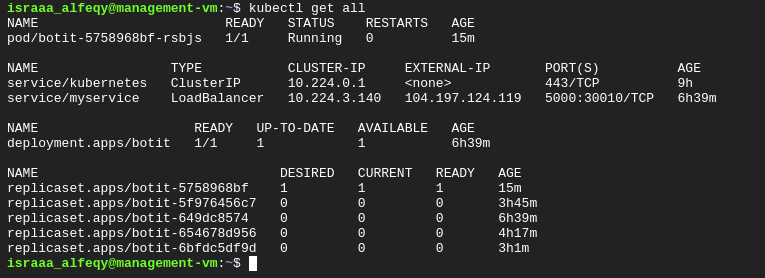 israaa_alfeqy@management-vm:~$ kubectl get all
NAME                        READY   STATUS    RESTARTS   AGE
pod/botit-5758968bf-rsbjs   1/1     Running   0          15m
NAME                 TYPE           CLUSTER-IP     EXTERNAL-IP       PORT(S)          AGE
service/kubernetes   ClusterIP      10.224.0.1     <none>            443/TCP          9h
service/myservice    LoadBalancer   10.224.3.140   104.197.124.119   5000:30010/TCP   6h39m
NAME                    READY   UP-TO-DATE   AVAILABLE   AGE
deployment.apps/botit   1/1     1            1           6h39m
NAME                               DESIRED   CURRENT   READY   AGE
replicaset.apps/botit-5758968bf    1         1         1       15m
replicaset.apps/botit-5f976456c7   0         0         0       3h45m
replicaset.apps/botit-649dc8574    0         0         0       6h39m
replicaset.apps/botit-654678d956   0         0         0       4h17m
replicaset.apps/botit-6bfdc5df9d   0         0         0       3h1m
israaa_alfeqy@management-vm:~$